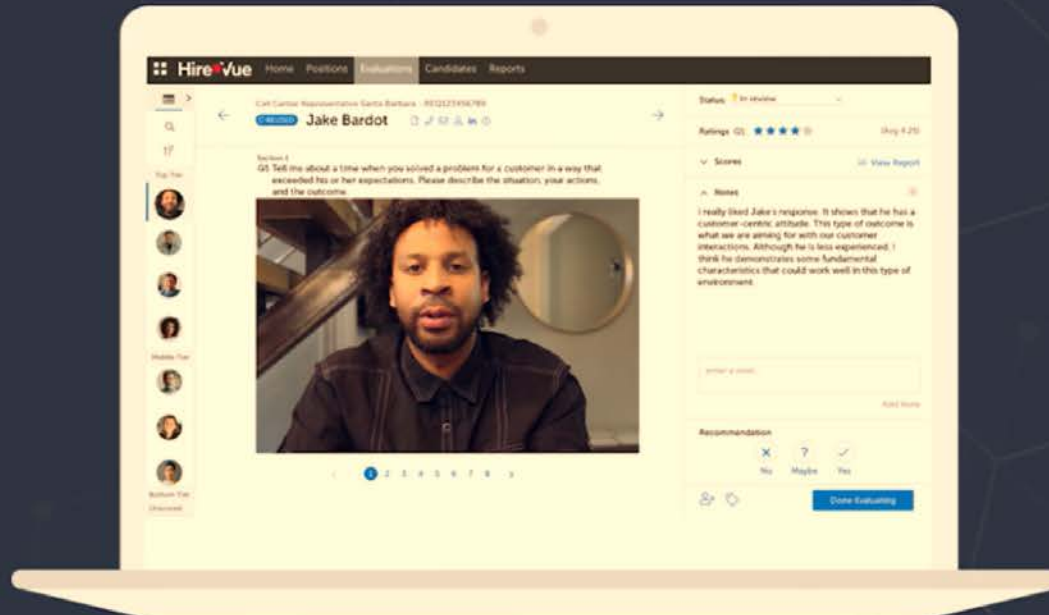 HireVue Home Positions Evaluations Candidates Reports
Call Center Representative Santa Barbara - REQ123456789
Jake Bardot
Section 1
Q1 Tell me about a time when you solved a problem for a customer in a way that
exceeded his or her expectations. Please describe the situation, your actions,
and the outcome.
1 2 3 4 5 6 7 8
Top Tier
Middle Tier
Bottom Tier
Status: In review
Ratings Q1 (Avg 4.25)
Scores View Report
Notes
I really liked Jake's response. It shows that he has a
customer-centric attitude. This type of outcome is
what we are aiming for with our customer
interactions. Although he is less experienced, I
think he demonstrates some fundamental
characteristics that could work well in this type of
environment
enter a note
Add Note
Recommendation
No Maybe Yes
Done Evaluating